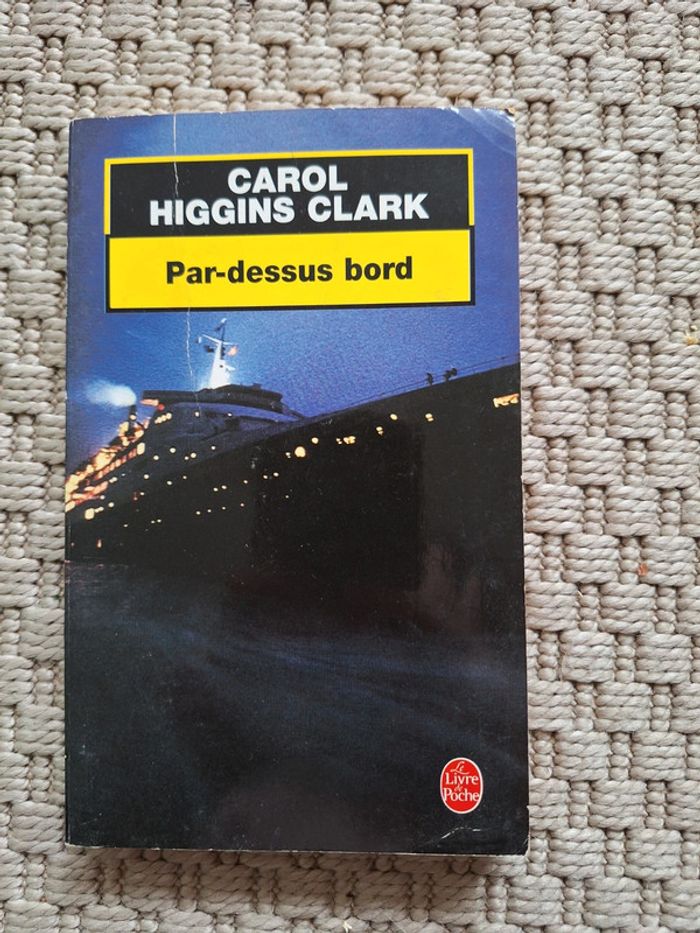 CAROL
HIGGINS CLARK
Par-dessus bord
Le
Livre
de
Poche